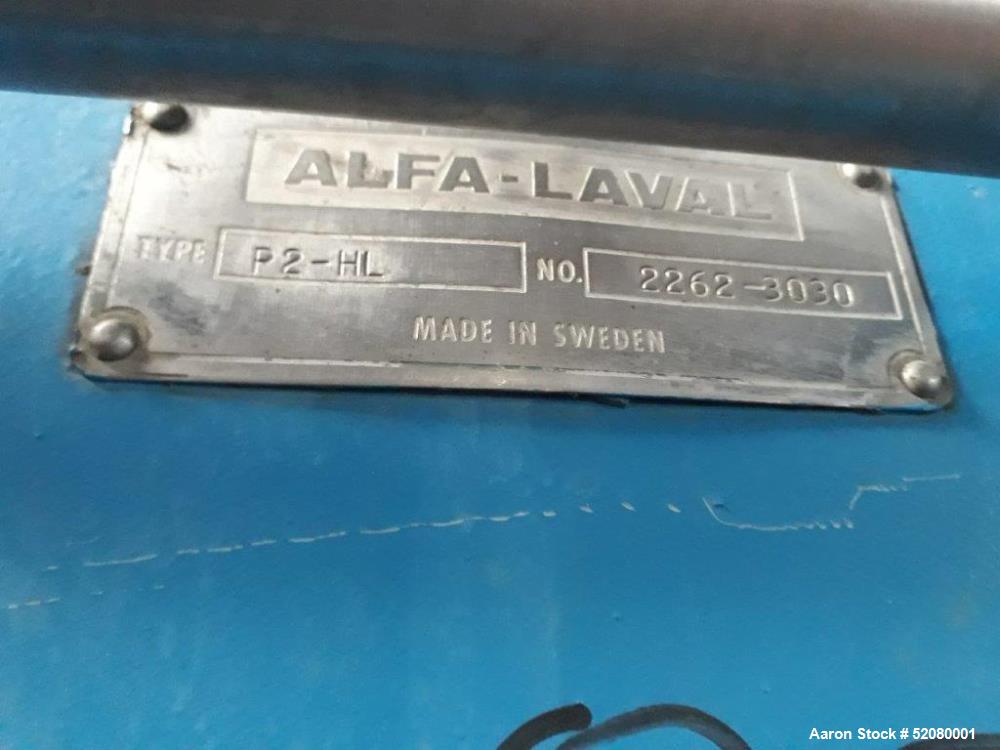 ALFA-LAVAL
TYPE P2-HL NO. 2262-3030
MADE IN SWEDEN
Aaron Stock # 52080001